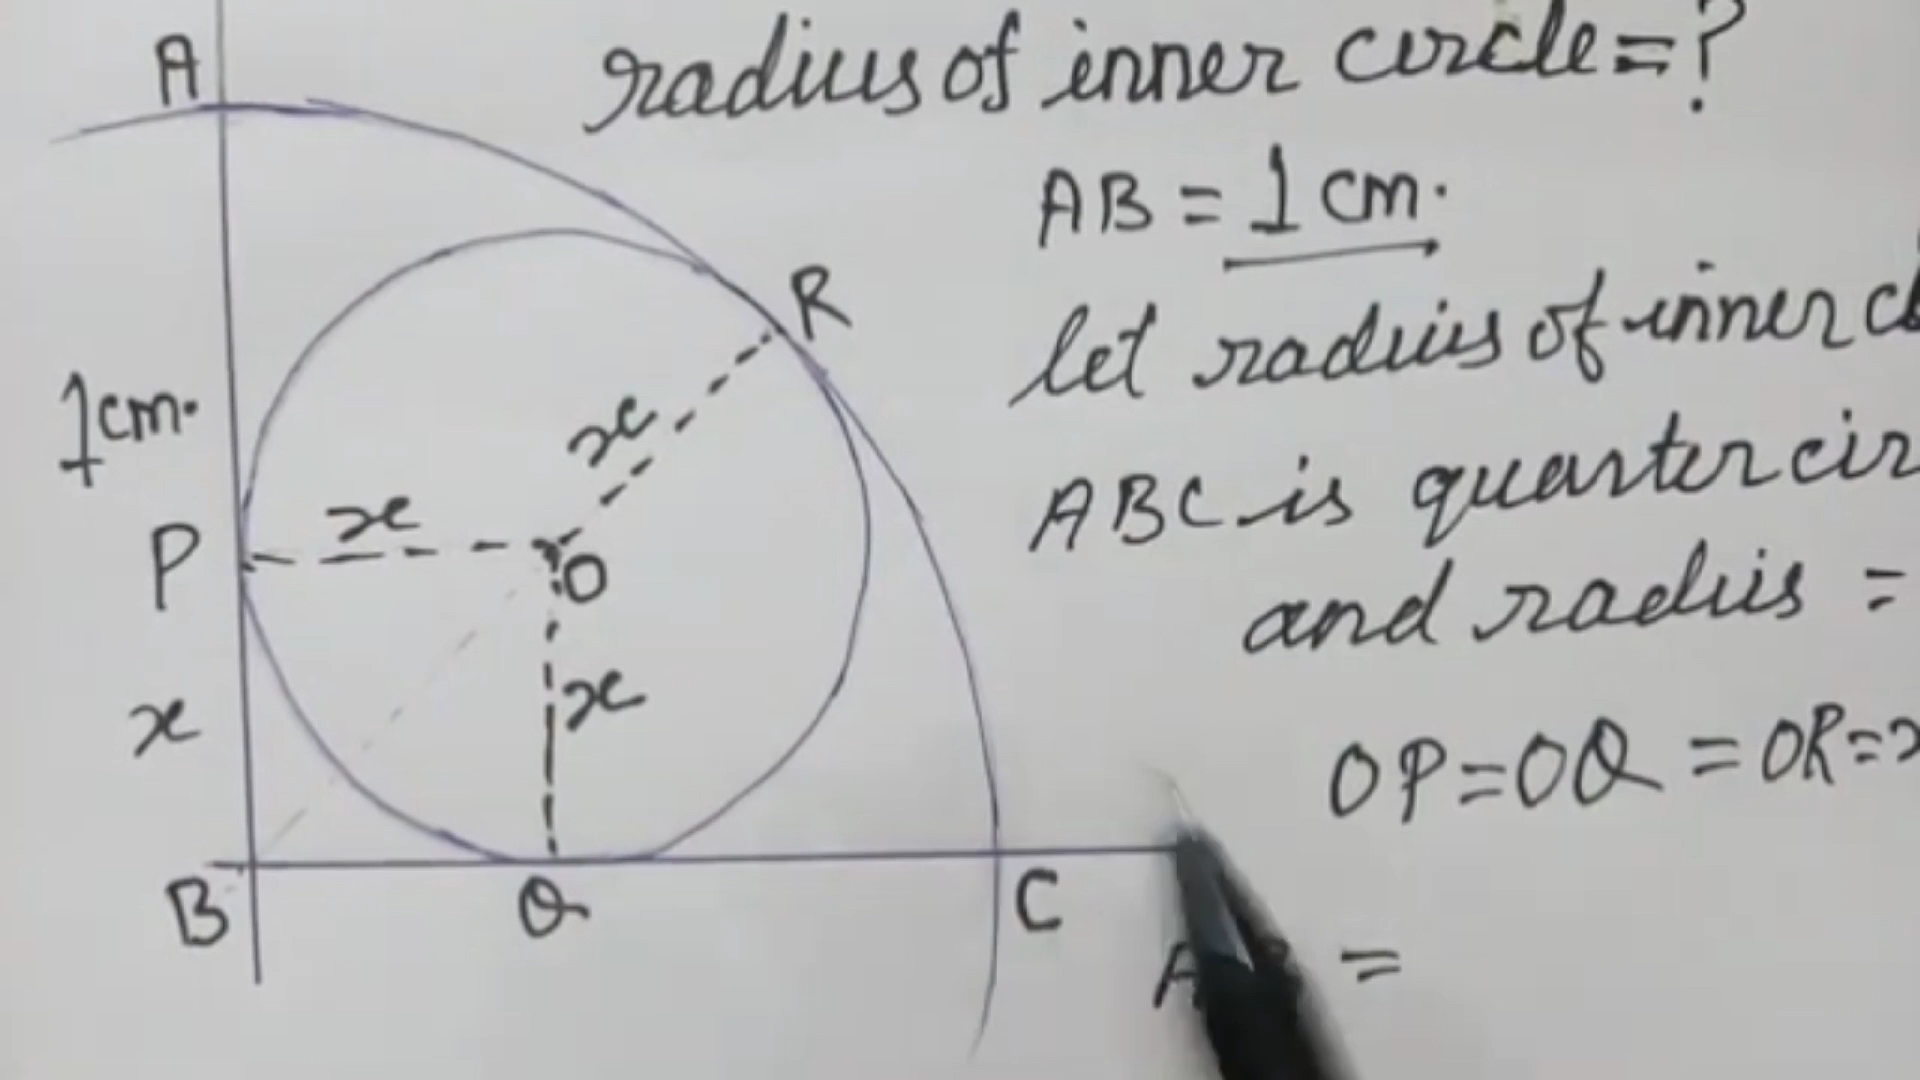 radius of inner circle=?
A
AB = 1 cm.
R
let radius of inner
1cm.
x
x
ABC is quarter
P
O
and radius =
x
x
OP=OQ = OR=x
B
Q
C
A
=